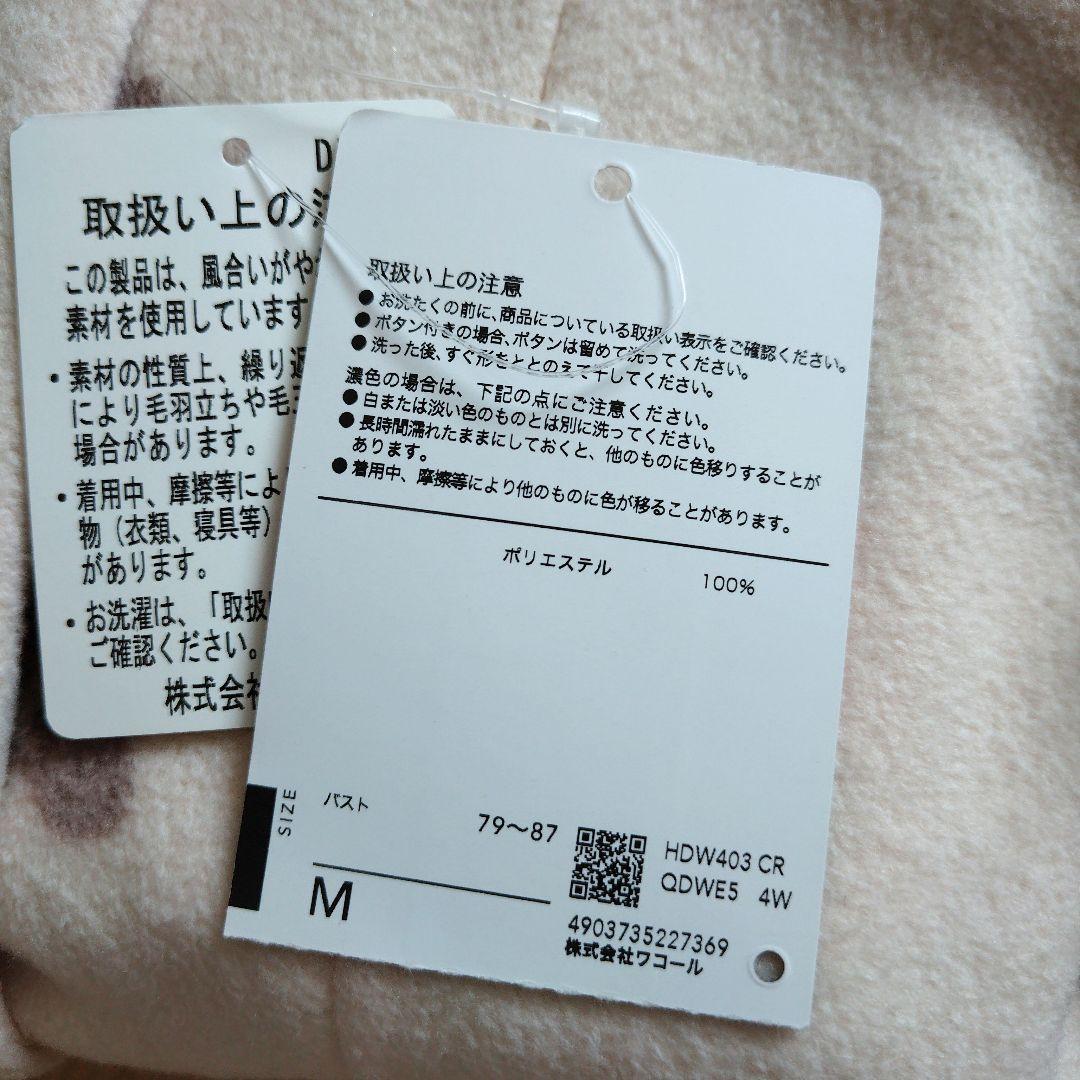 D
取扱い上の
この製品は、風合いがや
素材を使用しています
・素材の性質上、繰り返
により毛羽立ちや毛
場合があります。
・着用中、摩擦等によ
物（衣類、寝具等）
があります。
・お洗濯は、「取扱
ご確認ください。
株式会社
取扱い上の注意
●お洗たくの前に、商品についている取扱い表示をご確認ください。
●ボタン付きの場合、ボタンは留めて洗ってください。
●洗った後、すぐ形をととのえて干してください。
濃色の場合は、下記の点にご注意ください。
●白または淡い色のものとは別に洗ってください。
●長時間濡れたままにしておくと、他のものに色移りすることが
あります。
●着用中、摩擦等により他のものに色が移ることがあります。
ポリエステル 100%
SIZE
バスト
79〜87
M
HDW403 CR
QDWE5 4W
4903735227369
株式会社ワコール